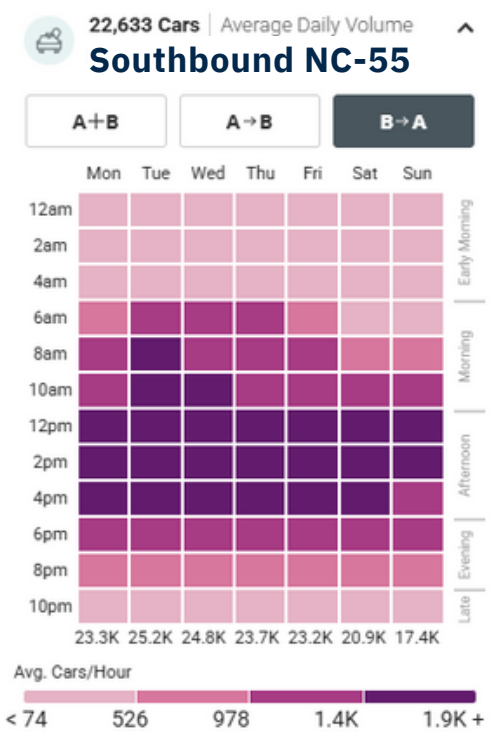 22,633 Cars | Average Daily Volume
Southbound NC-55
A+B A→B B→A
Mon Tue Wed Thu Fri Sat Sun
12am
2am
4am
Early Morning
6am
8am
10am
Morning
12pm
2pm
4pm
Afternoon
6pm
8pm
Evening
10pm
Late
23.3K 25.2K 24.8K 23.7K 23.2K 20.9K 17.4K
Avg. Cars/Hour
< 74 526 978 1.4K 1.9K +